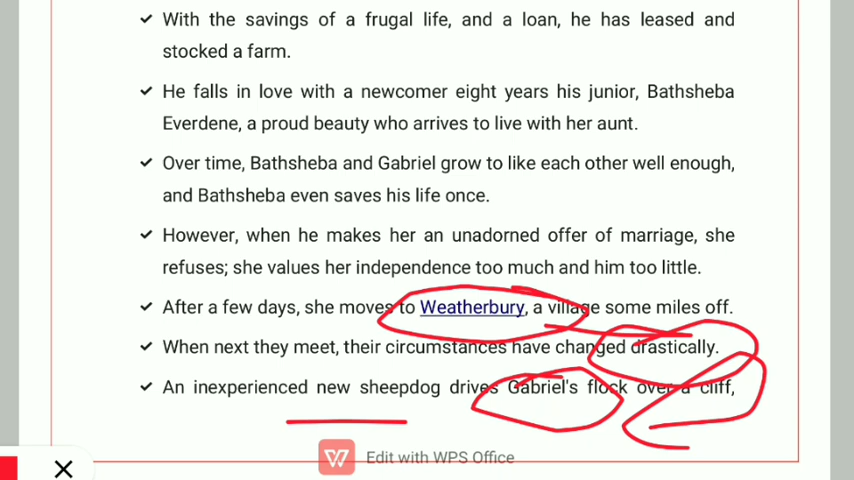 With the savings of a frugal life, and a loan, he has leased and
stocked a farm.
He falls in love with a newcomer eight years his junior, Bathsheba
Everdene, a proud beauty who arrives to live with her aunt.
Over time, Bathsheba and Gabriel grow to like each other well enough,
and Bathsheba even saves his life once.
However, when he makes her an unadorned offer of marriage, she
refuses; she values her independence too much and him too little.
After a few days, she moves to Weatherbury, a village some miles off.
When next they meet, their circumstances have changed drastically.
An inexperienced new sheepdog drives Gabriel's flock over a cliff,
Edit with WPS Office